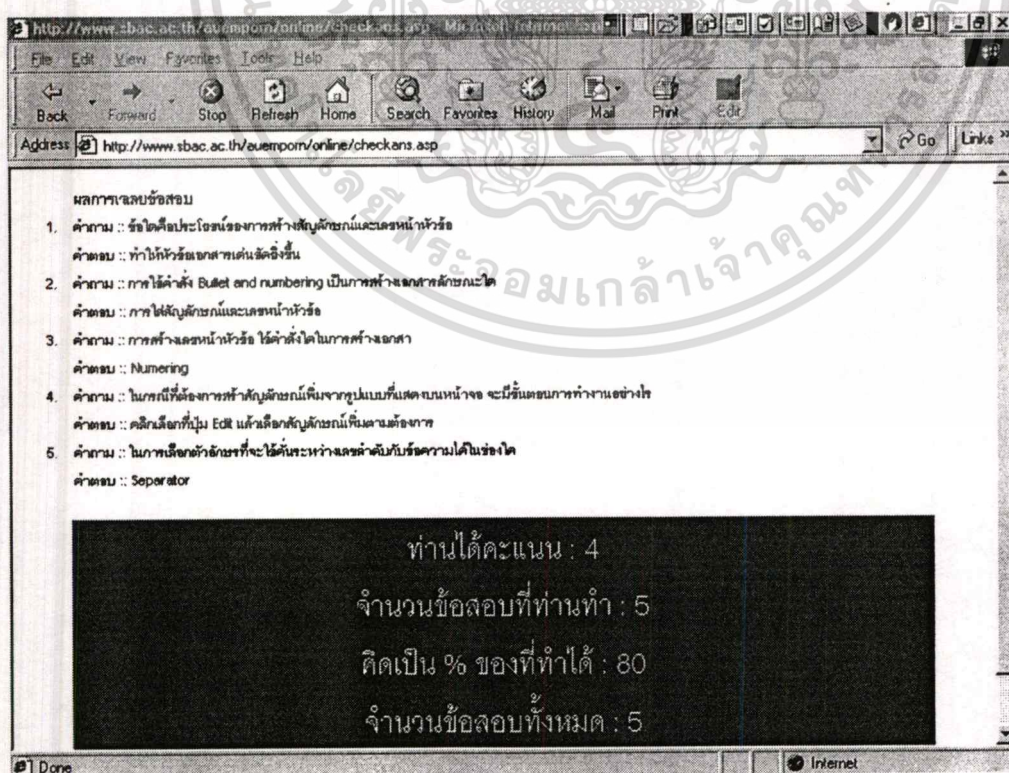 http://www.sbac.ac.th/auemporn/online/checkans.asp - Microsoft Internet
File Edit View Favorites Tools Help
Back Forward Stop Refresh Home Search Favorites History Mail Print Edit
Address http://www.sbac.ac.th/auemporn/online/checkans.asp Go Links »
ผลการเฉลยข้อสอบ
1. คำถาม :: ข้อใดคือประโยชน์ของการสร้างสัญลักษณ์และเลขหน้าหัวข้อ
คำตอบ :: ทำให้หัวข้อเอกสารเด่นชัดยิ่งขึ้น
2. คำถาม :: การใช้คำสั่ง Bullet and numbering เป็นการสร้างเอกสารลักษณะใด
คำตอบ :: การใส่สัญลักษณ์และเลขหน้าหัวข้อ
3. คำถาม :: การสร้างเลขหน้าหัวข้อ ใช้คำสั่งใดในการสร้างเอกสา
คำตอบ :: Numering
4. คำถาม :: ในกรณีที่ต้องการสร้าสัญลักษณ์เพิ่มจากรูปแบบที่แสดงบนหน้าจอ จะมีขั้นตอนการทำงานอย่างไร
คำตอบ :: คลิกเลือกที่ปุ่ม Edit แล้วเลือกสัญลักษณ์เพิ่มตามต้องการ
5. คำถาม :: ในการเลือกตัวอักษรที่จะใช้คั่นระหว่างเลขลำดับกับข้อความได้ในช่องใด
คำตอบ :: Separator
ท่านได้คะแนน : 4
จำนวนข้อสอบที่ท่านทำ : 5
คิดเป็น % ของที่ทำได้ : 80
จำนวนข้อสอบทั้งหมด : 5
Done Internet